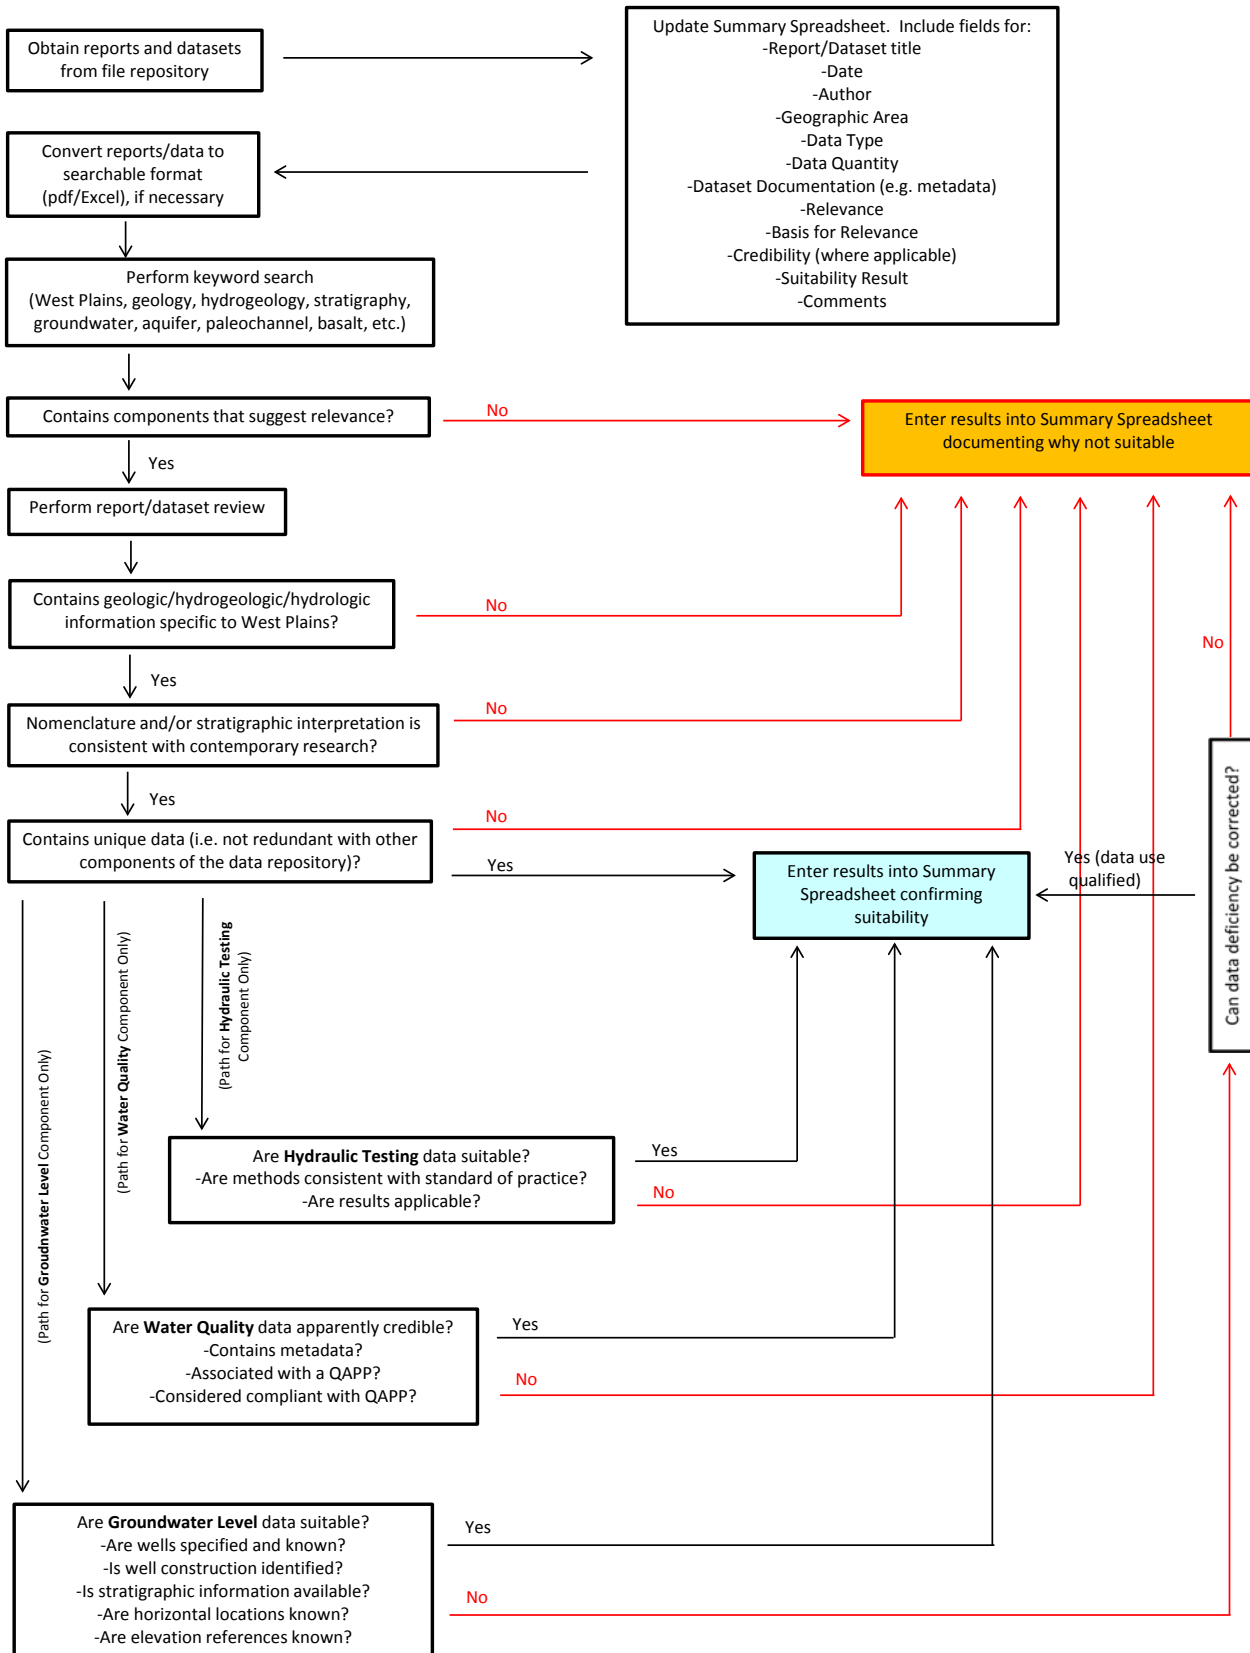 Obtain reports and datasets
from file repository
Update Summary Spreadsheet.  Include fields for:
-Report/Dataset title
-Date
-Author
-Geographic Area
-Data Type
-Data Quantity
-Dataset Documentation (e.g. metadata)
-Relevance
-Basis for Relevance
-Credibility (where applicable)
-Suitability Result
-Comments
Convert reports/data to
searchable format
(pdf/Excel), if necessary
Perform keyword search
(West Plains, geology, hydrogeology, stratigraphy,
groundwater, aquifer, paleochannel, basalt, etc.)
Contains components that suggest relevance?
No
Enter results into Summary Spreadsheet
documenting why not suitable
Yes
Perform report/dataset review
Contains geologic/hydrogeologic/hydrologic
information specific to West Plains?
No
No
Yes
Nomenclature and/or stratigraphic interpretation is
consistent with contemporary research?
No
Can data deficiency be corrected?
Yes
Contains unique data (i.e. not redundant with other
components of the data repository)?
No
Yes
Enter results into Summary
Spreadsheet confirming
suitability
Yes (data use
qualified)
(Path for Groudnwater Level Component Only)
(Path for Water Quality Component Only)
(Path for Hydraulic Testing
Component Only)
Are Hydraulic Testing data suitable?
-Are methods consistent with standard of practice?
-Are results applicable?
Yes
No
Are Water Quality data apparently credible?
-Contains metadata?
-Associated with a QAPP?
-Considered compliant with QAPP?
Yes
No
Are Groundwater Level data suitable?
-Are wells specified and known?
-Is well construction identified?
-Is stratigraphic information available?
-Are horizontal locations known?
-Are elevation references known?
Yes
No